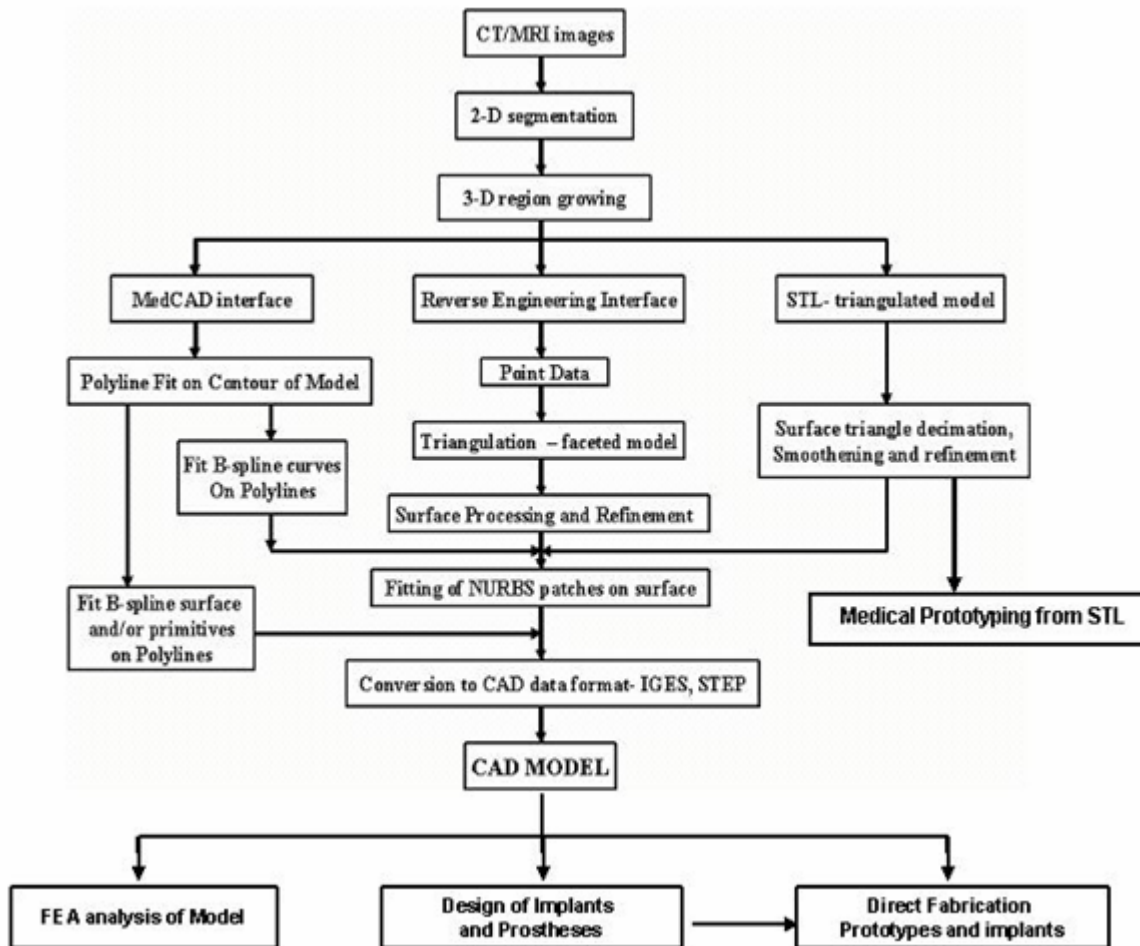 CT/MRI images
2-D segmentation
3-D region growing
MedCAD interface
Reverse Engineering Interface
STL- triangulated model
Polyline Fit on Contour of Model
Point Data
Triangulation – faceted model
Surface triangle decimation,
Smoothening and refinement
Fit B-spline curves
On Polylines
Surface Processing and Refinement
Fitting of NURBS patches on surface
Fit B-spline surface
and/or primitives
on Polylines
Medical Prototyping from STL
Conversion to CAD data format- IGES, STEP
CAD MODEL
FEA analysis of Model
Design of Implants
and Prostheses
Direct Fabrication
Prototypes and implants